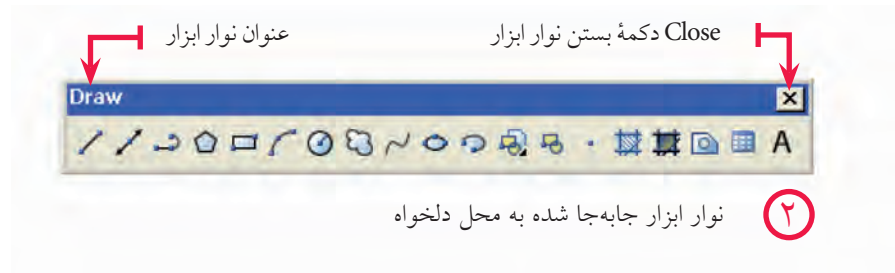 دکمهٔ بستن نوار ابزار Close
عنوان نوار ابزار
Draw
A
۲ نوار ابزار جابه‌جا شده به محل دلخواه